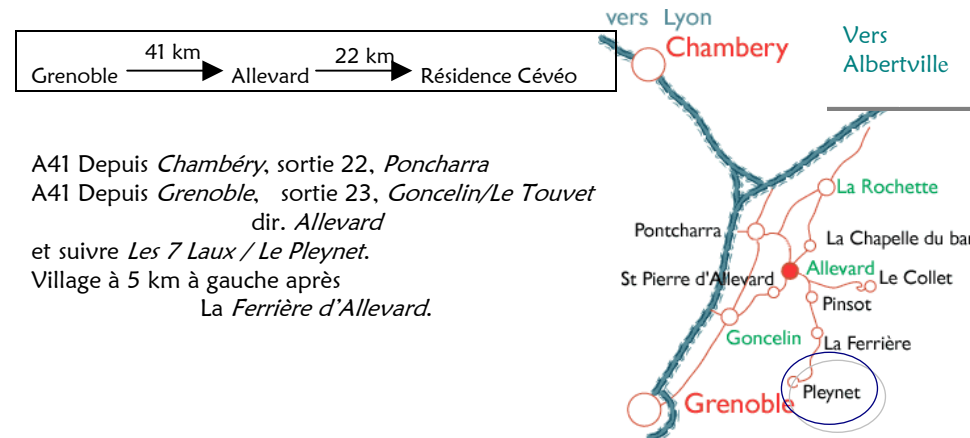 41 km 22 km
Grenoble Allevard Résidence Cévéo
A41 Depuis Chambéry, sortie 22, Poncharra
A41 Depuis Grenoble, sortie 23, Goncelin/Le Touvet
dir. Allevard
et suivre Les 7 Laux / Le Pleynet.
Village à 5 km à gauche après
La Ferrière d'Allevard.
vers Lyon
Chambery
Vers
Albertville
La Rochette
Pontcharra
La Chapelle du bar
Allevard
St Pierre d'Allevard
Le Collet
Pinsot
Goncelin
La Ferrière
Pleynet
Grenoble